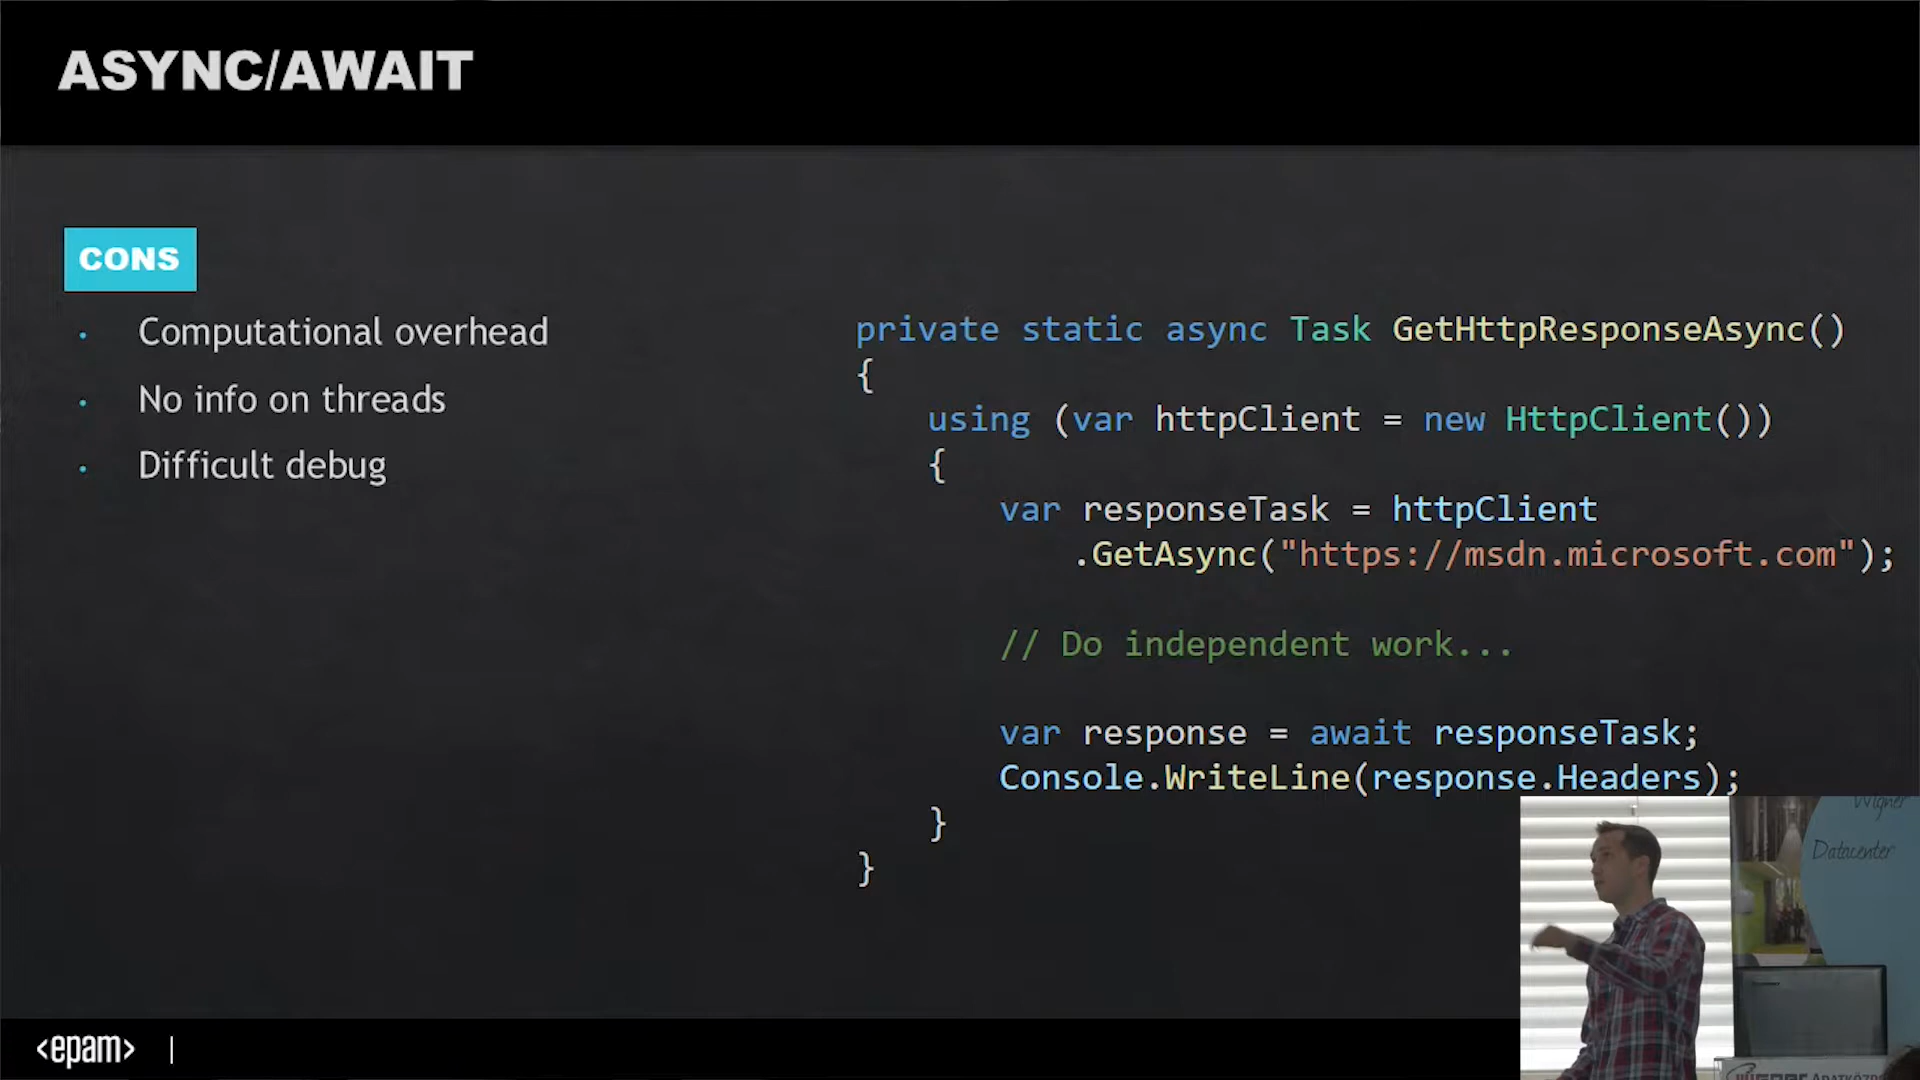 ASYNC/AWAIT
CONS
• Computational overhead
• No info on threads
• Difficult debug
private static async Task GetHttpResponseAsync()
{
using (var httpClient = new HttpClient())
{
var responseTask = httpClient
.GetAsync("https://msdn.microsoft.com");
// Do independent work...
var response = await responseTask;
Console.WriteLine(response.Headers);
}
}
Wigner
Datacenter
<epam> |